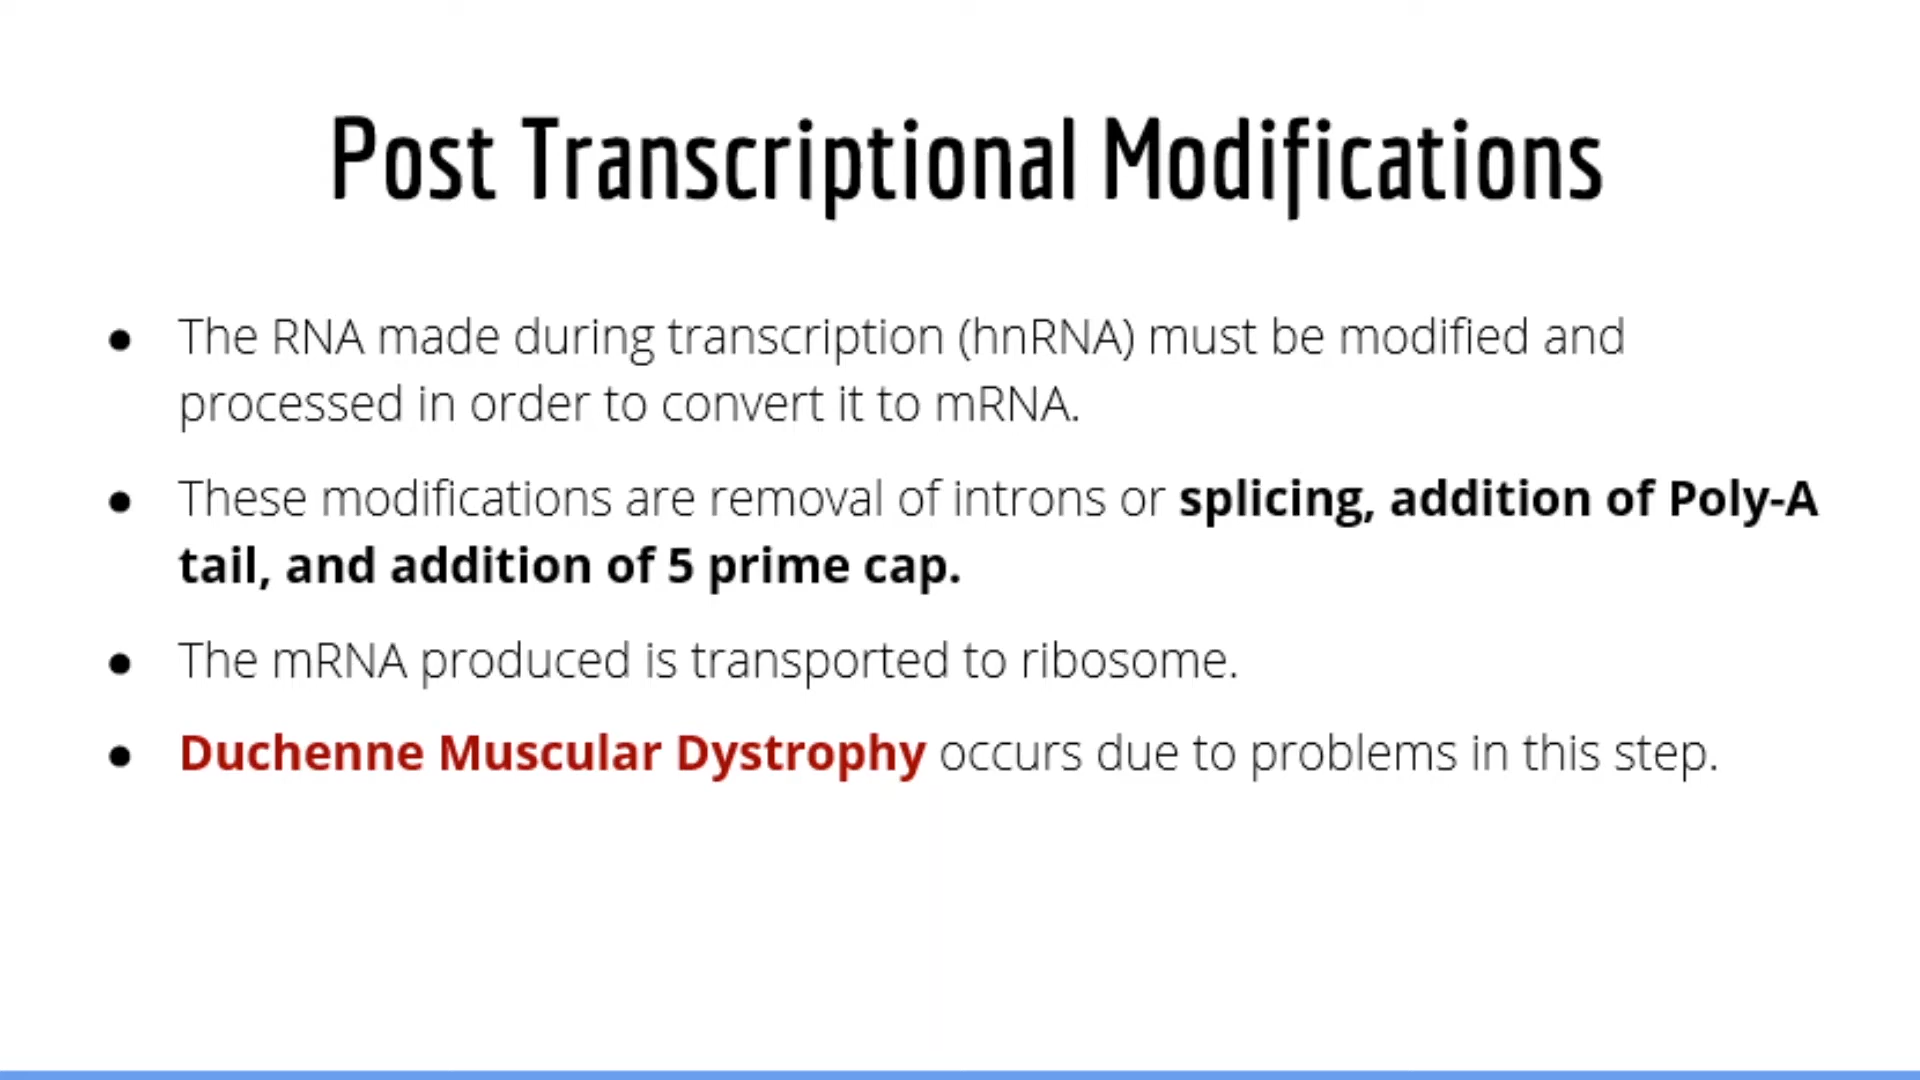 Post Transcriptional Modifications
● The RNA made during transcription (hnRNA) must be modified and
processed in order to convert it to mRNA.
● These modifications are removal of introns or splicing, addition of Poly-A
tail, and addition of 5 prime cap.
● The mRNA produced is transported to ribosome.
● Duchenne Muscular Dystrophy occurs due to problems in this step.